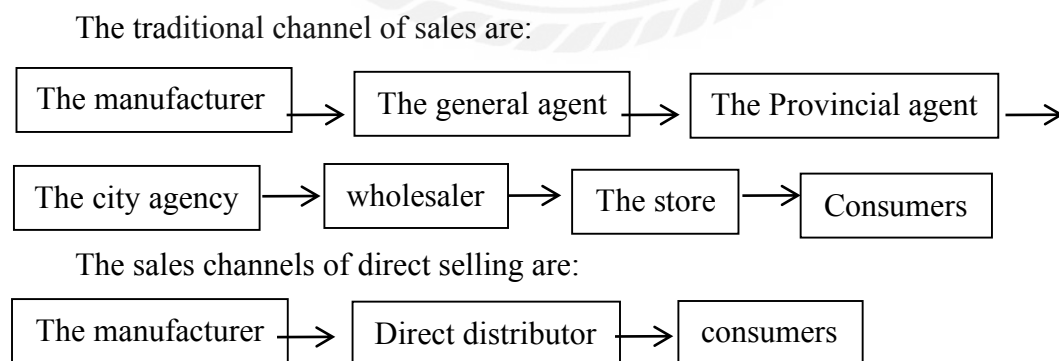 The traditional channel of sales are:
The manufacturer The general agent The Provincial agent
The city agency wholesaler The store Consumers
The sales channels of direct selling are:
The manufacturer Direct distributor consumers